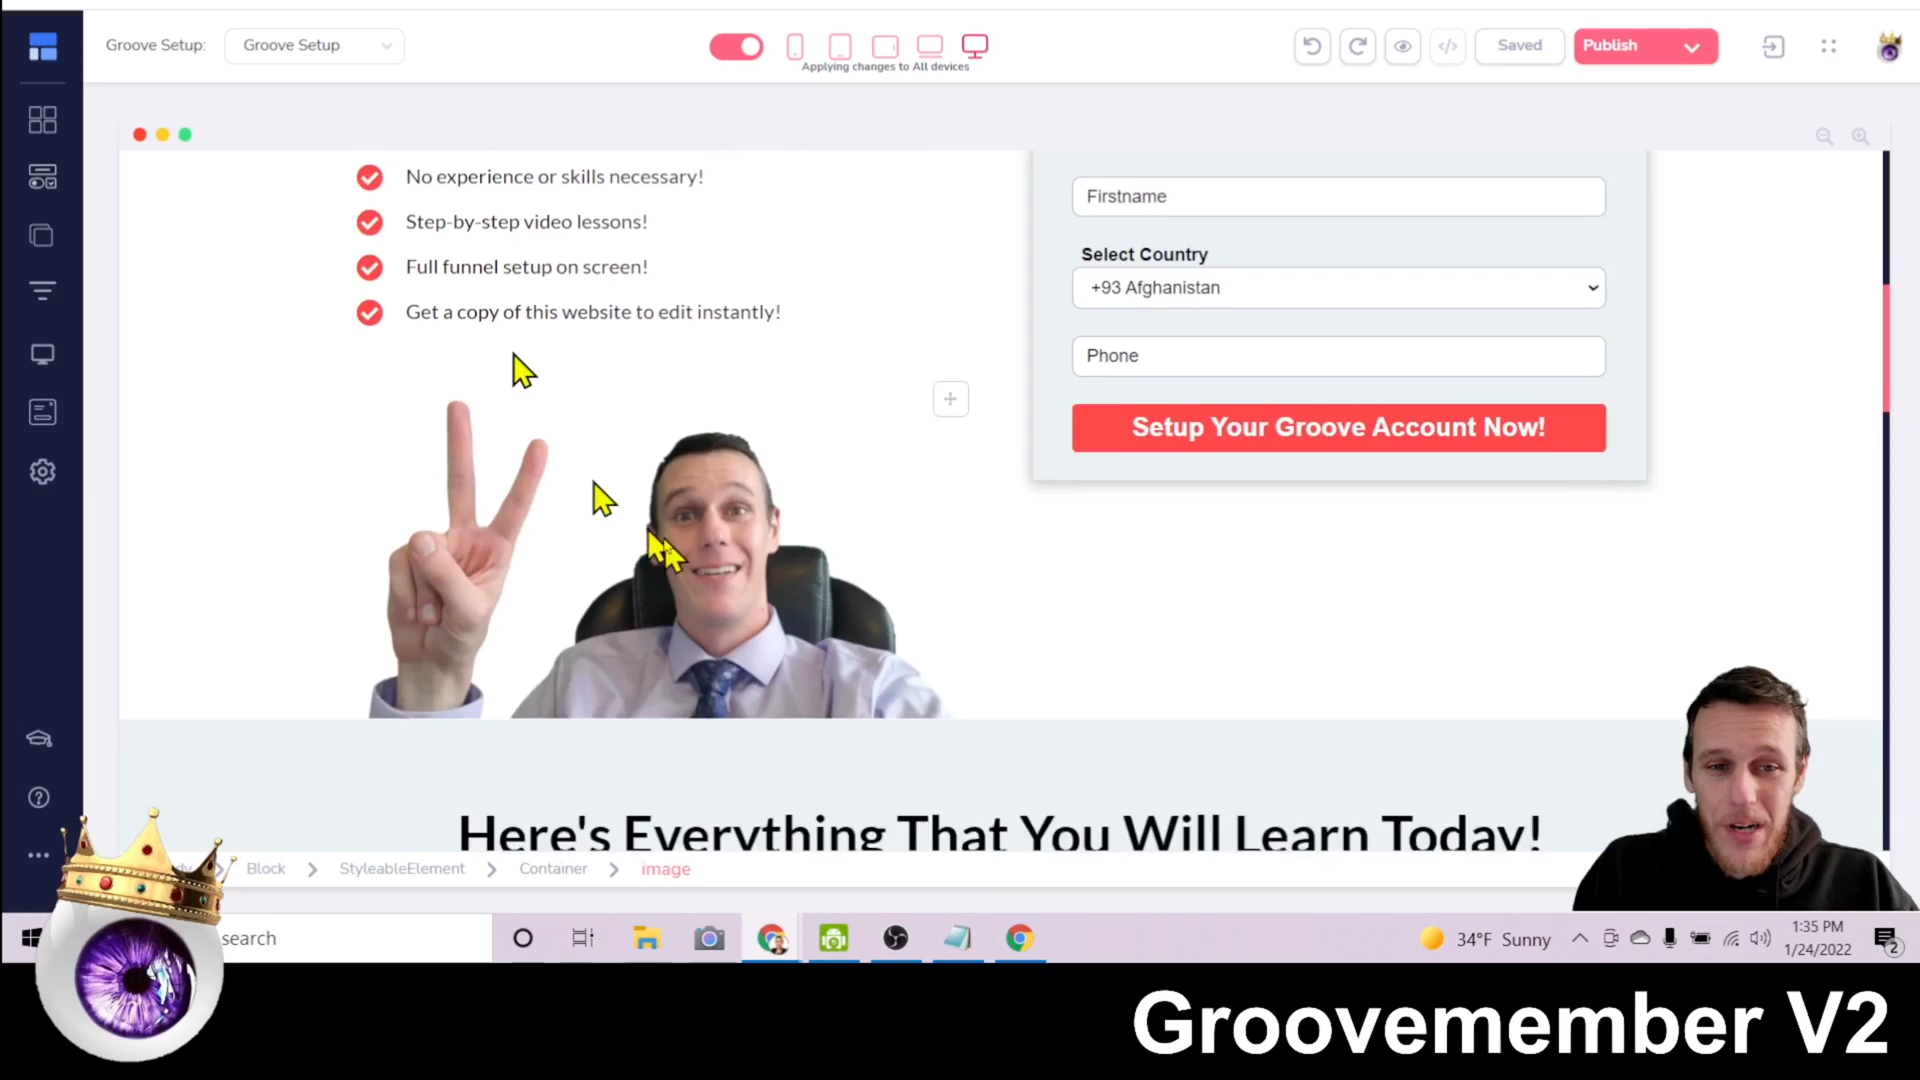 Groove Setup: Groove Setup
Applying changes to All devices
Saved
Publish
No experience or skills necessary!
Step-by-step video lessons!
Full funnel setup on screen!
Get a copy of this website to edit instantly!
Firstname
Select Country
+93 Afghanistan
Phone
Setup Your Groove Account Now!
Here's Everything That You Will Learn Today!
Block StyleableElement Container image
search
34°F Sunny
1:35 PM
1/24/2022
2
Groovemember V2